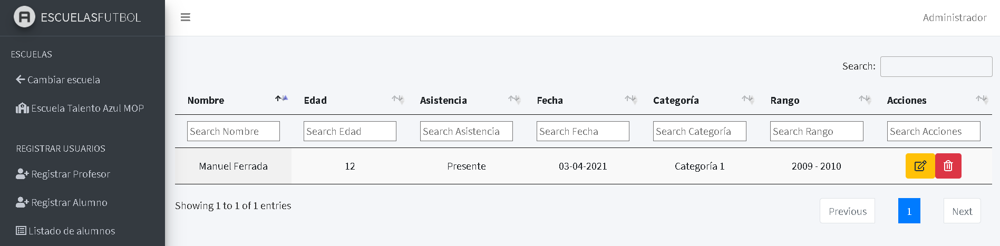 ESCUELASFUTBOL
Administrador
ESCUELAS
Cambiar escuela
Escuela Talento Azul MOP
REGISTRAR USUARIOS
Registrar Profesor
Registrar Alumno
Listado de alumnos
Search:
Nombre Edad Asistencia Fecha Categoría Rango Acciones
Search Nombre Search Edad Search Asistencia Search Fecha Search Categoría Search Rango Search Acciones
Manuel Ferrada 12 Presente 03-04-2021 Categoría 1 2009 - 2010
Showing 1 to 1 of 1 entries
Previous 1 Next